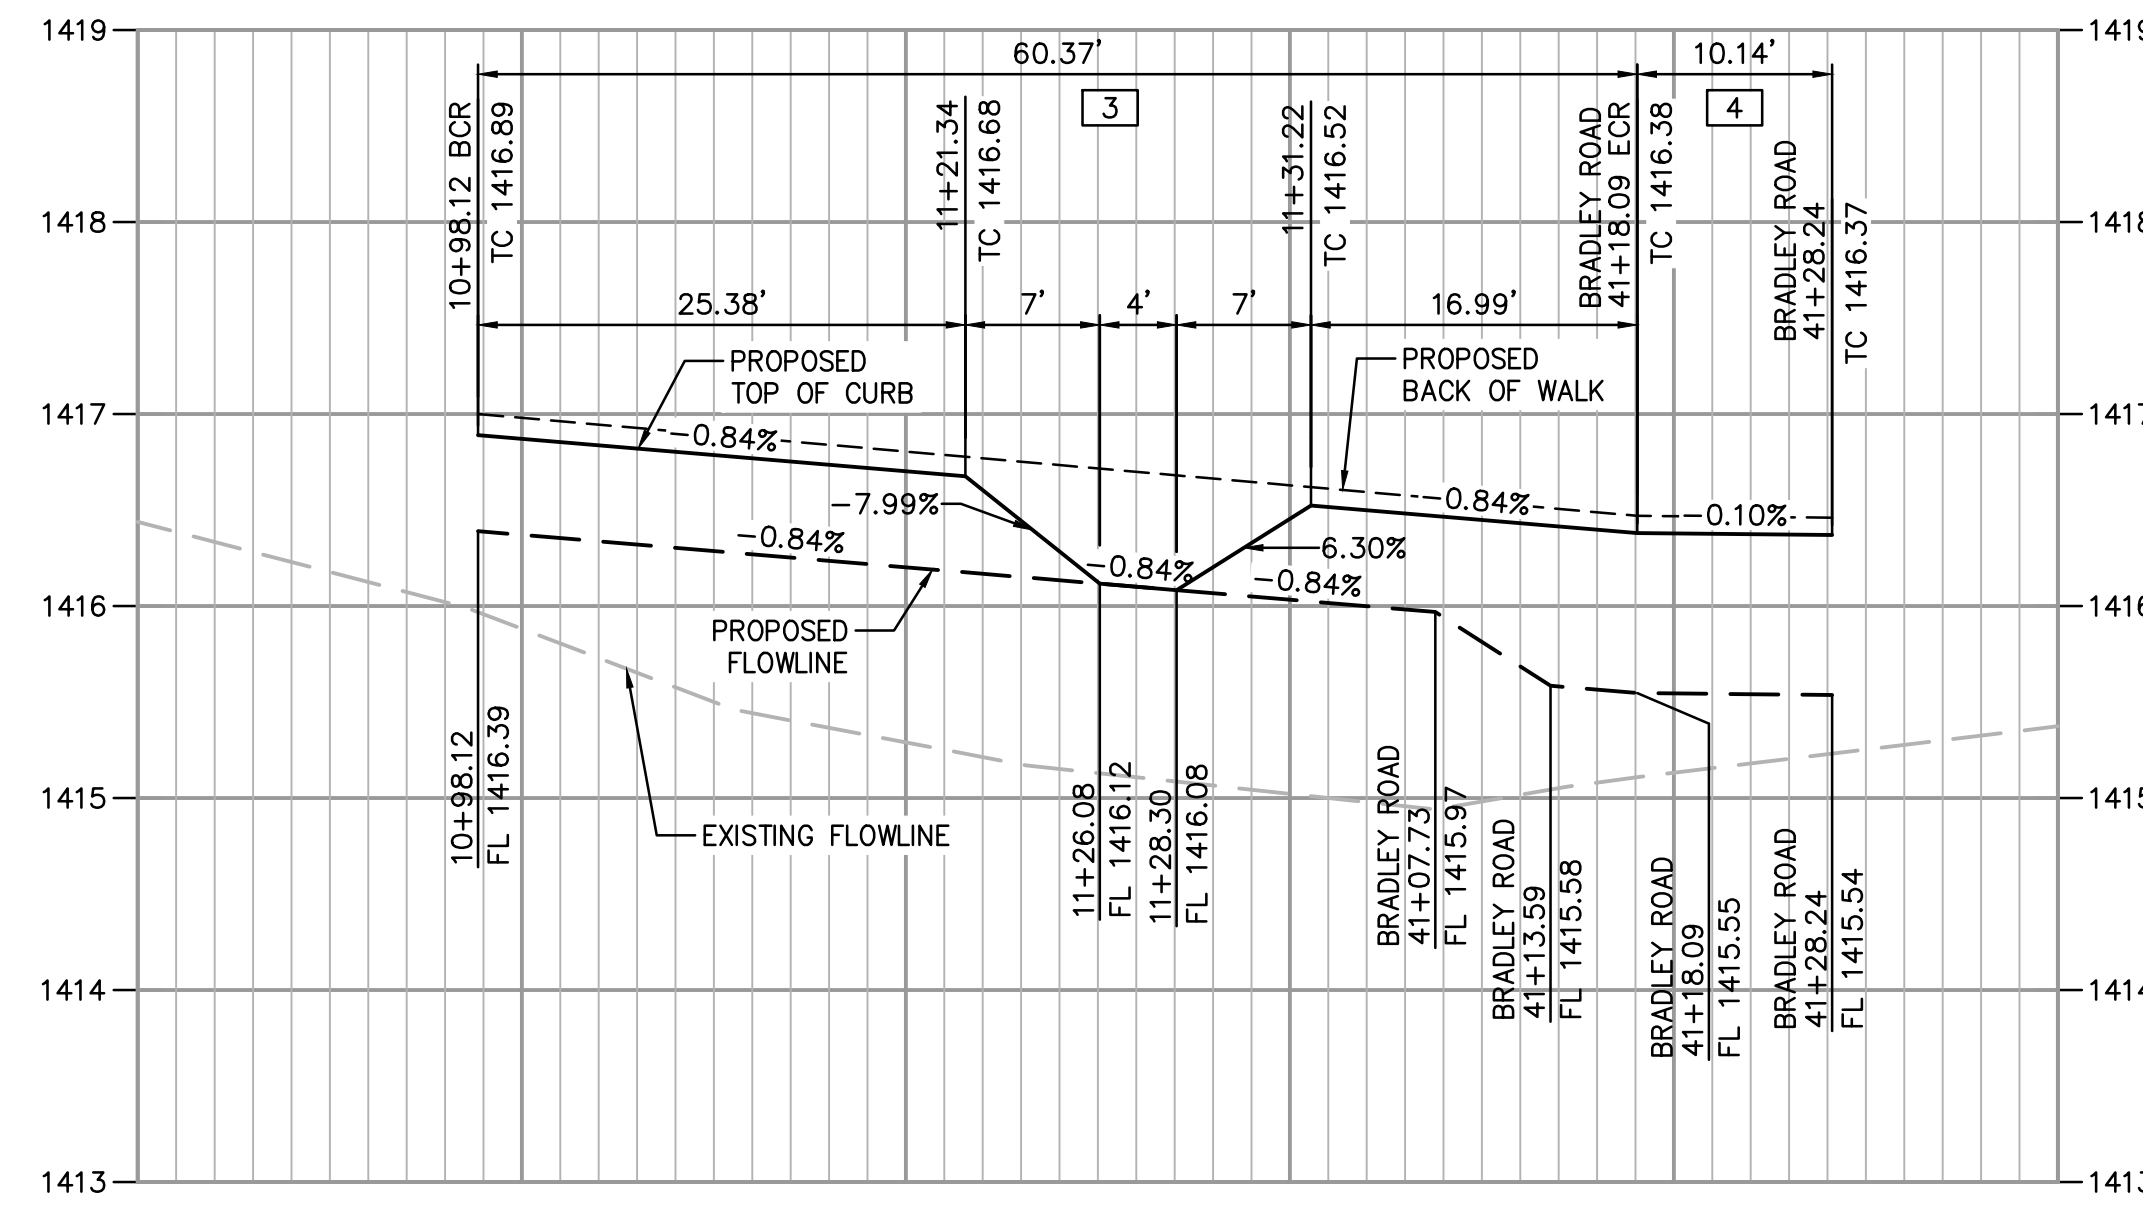 1419
1418
1417
1416
1415
1414
1413
60.37'
10.14'
3
4
10+98.12 BCR
TC 1416.89
11+21.34
TC 1416.68
11+31.22
TC 1416.52
BRADLEY ROAD
41+18.09 ECR
TC 1416.38
BRADLEY ROAD
41+28.24
TC 1416.37
25.38'
7'
4'
7'
16.99'
PROPOSED
TOP OF CURB
PROPOSED
BACK OF WALK
-0.84%
-7.99%
-0.84%
-0.84%
6.30%
-0.84%
-0.84%
-0.10%
PROPOSED
FLOWLINE
EXISTING FLOWLINE
10+98.12
FL 1416.39
11+26.08
FL 1416.12
11+28.30
FL 1416.08
BRADLEY ROAD
41+07.73
FL 1415.97
BRADLEY ROAD
41+13.59
FL 1415.58
BRADLEY ROAD
41+18.09
FL 1415.55
BRADLEY ROAD
41+28.24
FL 1415.54
1419
1418
1417
1416
1415
1414
1413